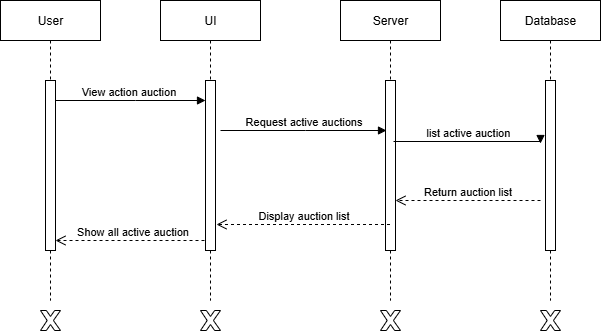 User
UI
Server
Database
View action auction
Request active auctions
list active auction
Return auction list
Display auction list
Show all active auction